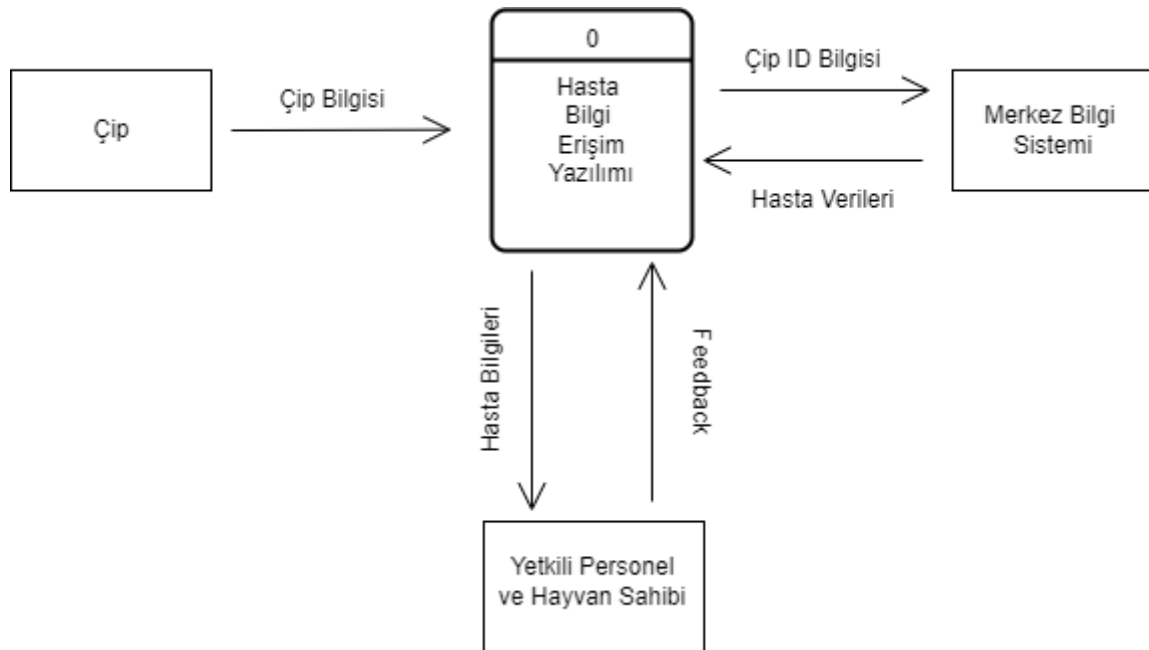 0
Hasta
Bilgi
Erişim
Yazılımı
Çip
Çip Bilgisi
Çip ID Bilgisi
Merkez Bilgi
Sistemi
Hasta Verileri
Hasta Bilgileri
Feedback
Yetkili Personel
ve Hayvan Sahibi